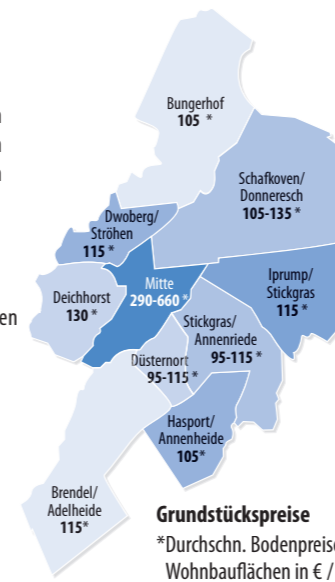 Bungerhof
105 *
Schafkoven/
Donneresch
105-135 *
Dwoberg/
Ströhen
115 *
Mitte
290-660 *
Iprump/
Stickgras
115 *
Deichhorst
130 *
Stickgras/
Annenriede
95-115 *
Düsternort
95-115 *
Hasport/
Annenheide
105*
Brendel/
Adelheide
115*
Grundstückspreise
*Durchschn. Bodenpreise
Wohnbauflächen in € /